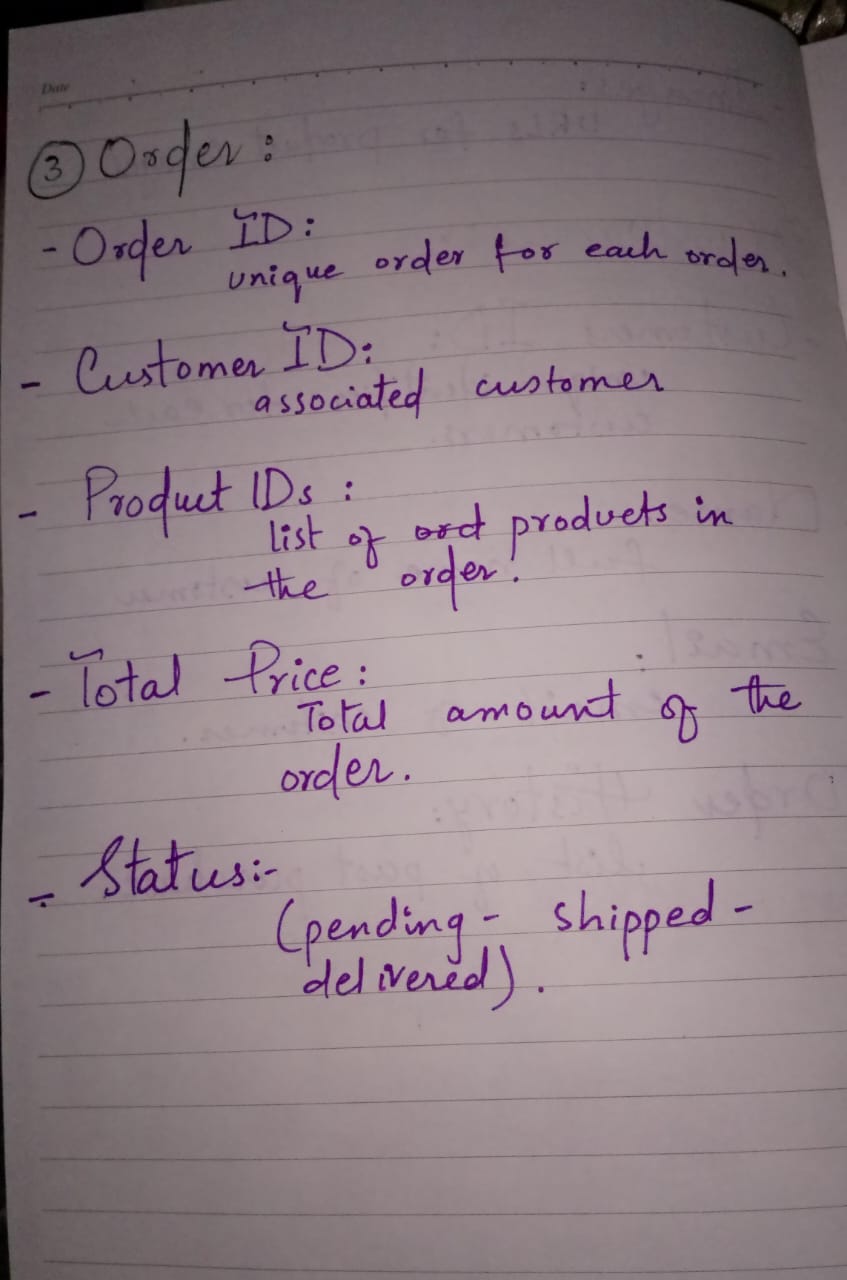 Date
③ Order :
- Order ID:
unique order for each order.
- Customer ID:
associated customer
- Product IDs :
list of ord products in
the order.
- Total Price :
Total amount of the
order.
- Status:-
(pending - shipped -
delivered).